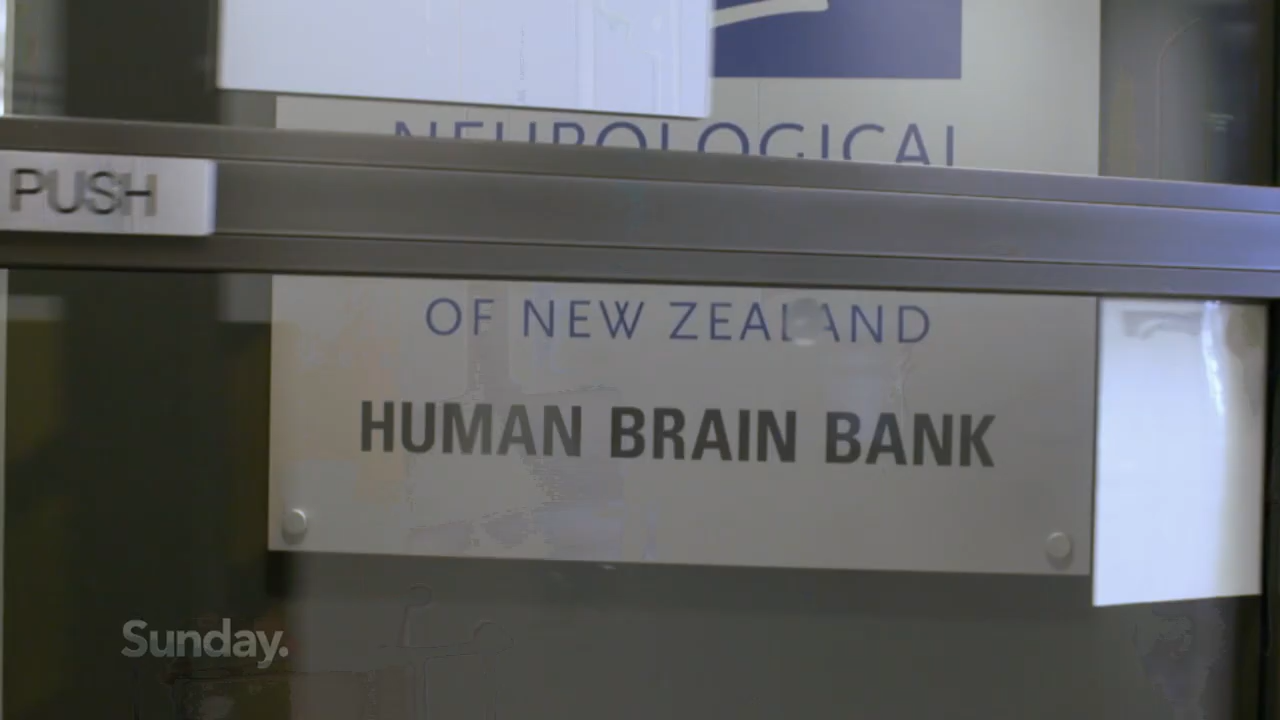 NEUROLOGICAL
PUSH
OF NEW ZEALAND
HUMAN BRAIN BANK
Sunday.